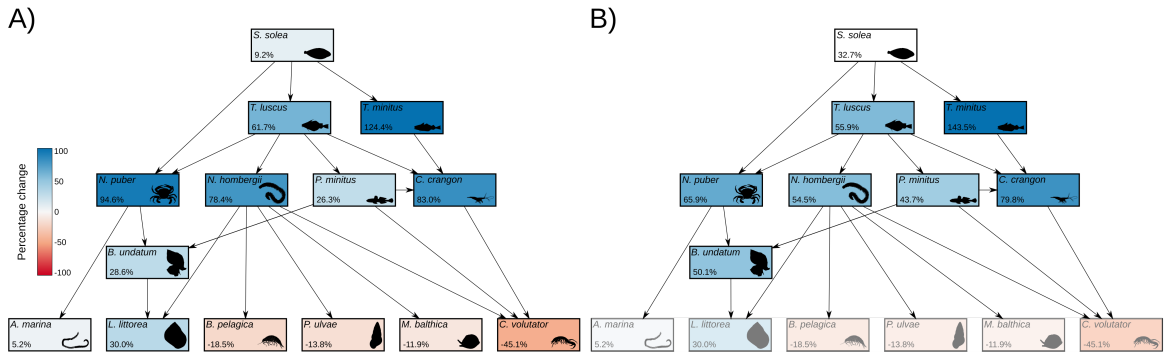 A)
S. solea
9.2%
T. luscus
61.7%
T. minitus
124.4%
Percentage change
100
50
0
-50
-100
N. puber
94.6%
N. hombergii
78.4%
P. minitus
26.3%
C. crangon
83.0%
B. undatum
28.6%
A. marina
5.2%
L. littorea
30.0%
B. pelagica
-18.5%
P. ulvae
-13.8%
M. balthica
-11.9%
C. volutator
-45.1%
B)
S. solea
32.7%
T. luscus
55.9%
T. minitus
143.5%
N. puber
65.9%
N. hombergii
54.5%
P. minitus
43.7%
C. crangon
79.8%
B. undatum
50.1%
A. marina
5.2%
L. littorea
30.0%
B. pelagica
-18.5%
P. ulvae
-13.8%
M. balthica
-11.9%
C. volutator
-45.1%